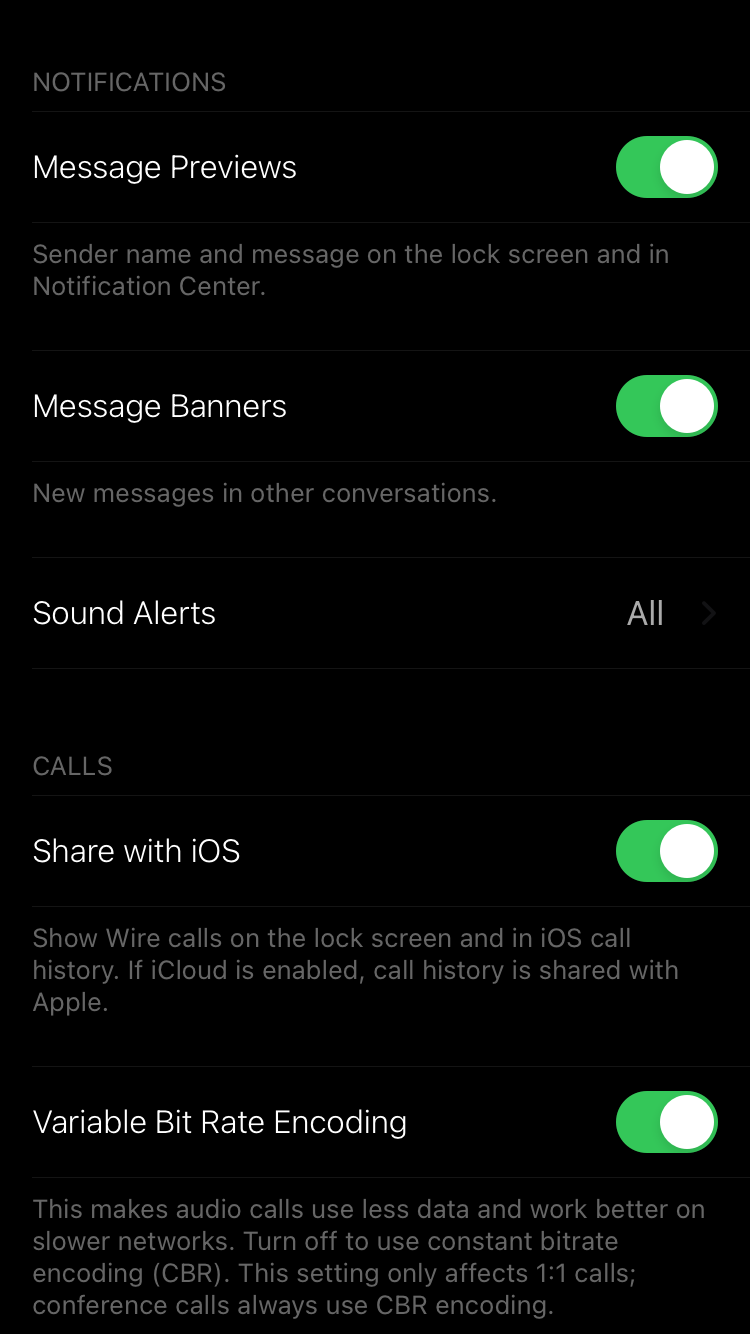 NOTIFICATIONS
Message Previews
Sender name and message on the lock screen and in
Notification Center.
Message Banners
New messages in other conversations.
Sound Alerts All
CALLS
Share with iOS
Show Wire calls on the lock screen and in iOS call
history. If iCloud is enabled, call history is shared with
Apple.
Variable Bit Rate Encoding
This makes audio calls use less data and work better on
slower networks. Turn off to use constant bitrate
encoding (CBR). This setting only affects 1:1 calls;
conference calls always use CBR encoding.